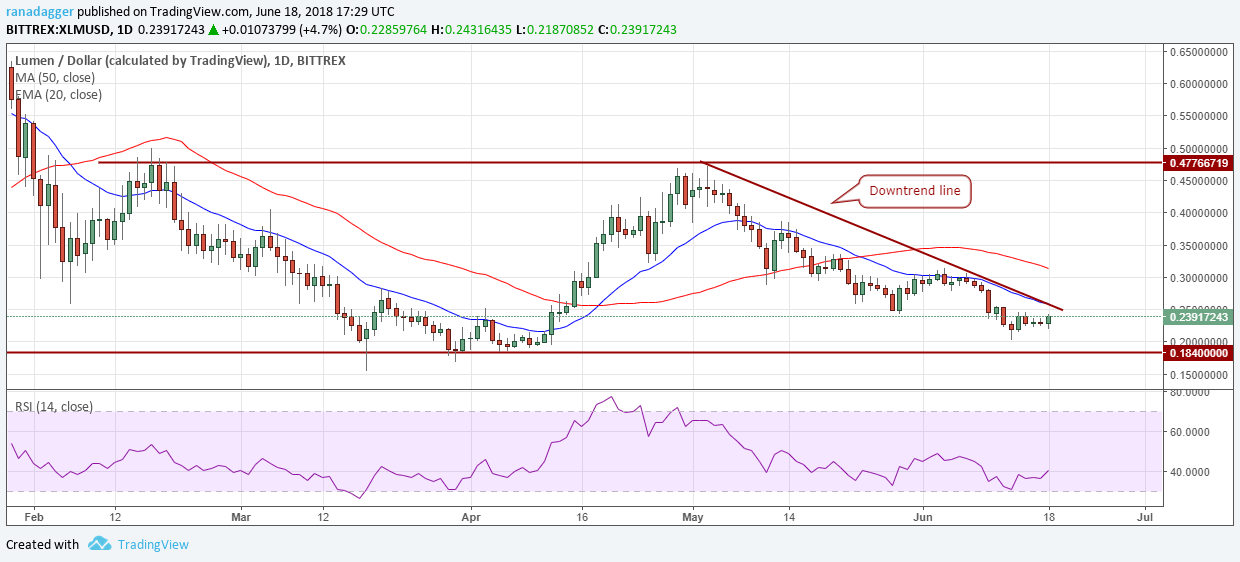 ranadagger published on TradingView.com, June 18, 2018 17:29 UTC
BITTREX:XLMUSD, 1D 0.23917243 ▲ +0.01073799 (+4.7%) O:0.22859764 H:0.24316435 L:0.21870852 C:0.23917243
Lumen / Dollar (calculated by TradingView), 1D, BITTREX
MA (50, close)
EMA (20, close)
0.65000000
0.60000000
0.55000000
0.50000000
0.47766719
0.45000000
Downtrend line
0.40000000
0.35000000
0.30000000
0.25000000
0.23917243
0.20000000
0.18400000
0.15000000
RSI (14, close)
80.0000
60.0000
40.0000
Feb 12 Mar 12 Apr 16 May 14 Jun 18 Jul
Created with TradingView